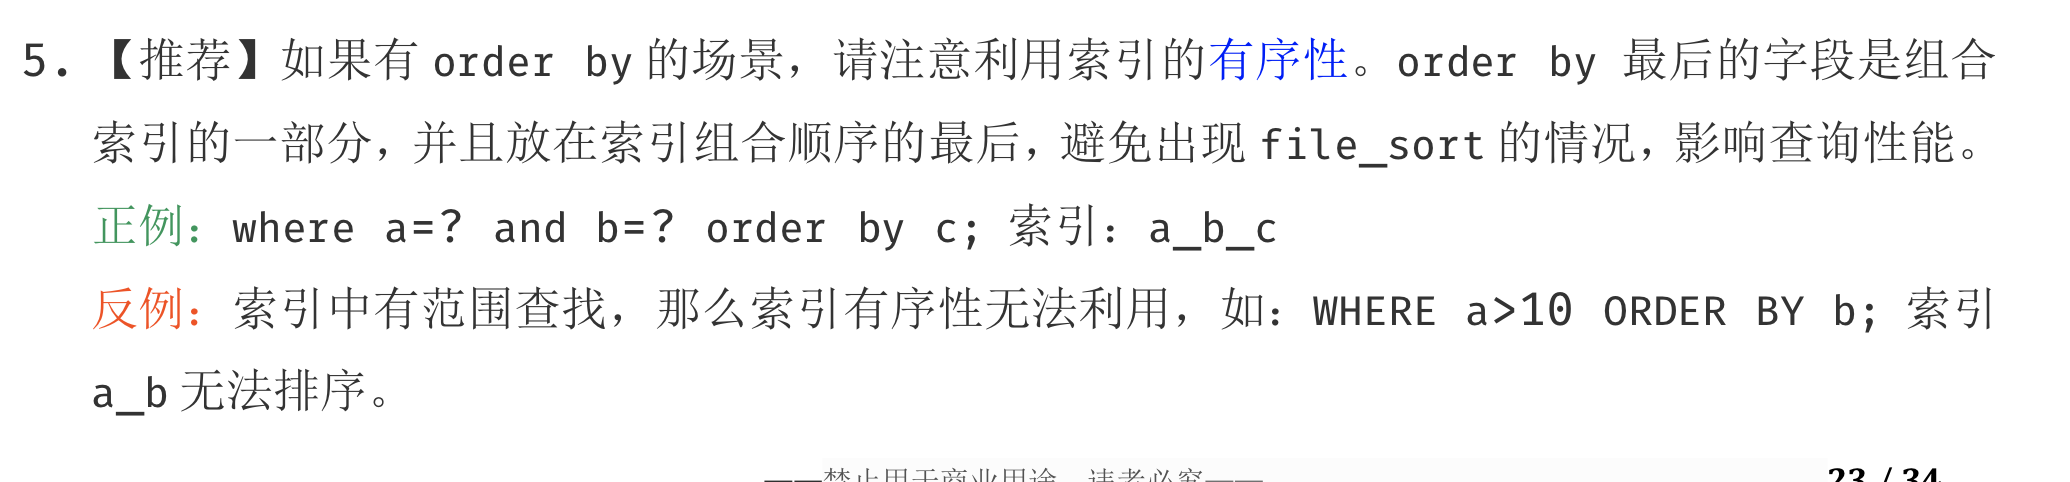 5. 【推荐】如果有 order by 的场景，请注意利用索引的有序性。order by 最后的字段是组合
索引的一部分，并且放在索引组合顺序的最后，避免出现 file_sort 的情况，影响查询性能。
正例：where a=? and b=? order by c; 索引：a_b_c
反例：索引中有范围查找，那么索引有序性无法利用，如：WHERE a>10 ORDER BY b; 索引
a_b 无法排序。
——禁止用于商业用途，违者必究—— 23 / 34